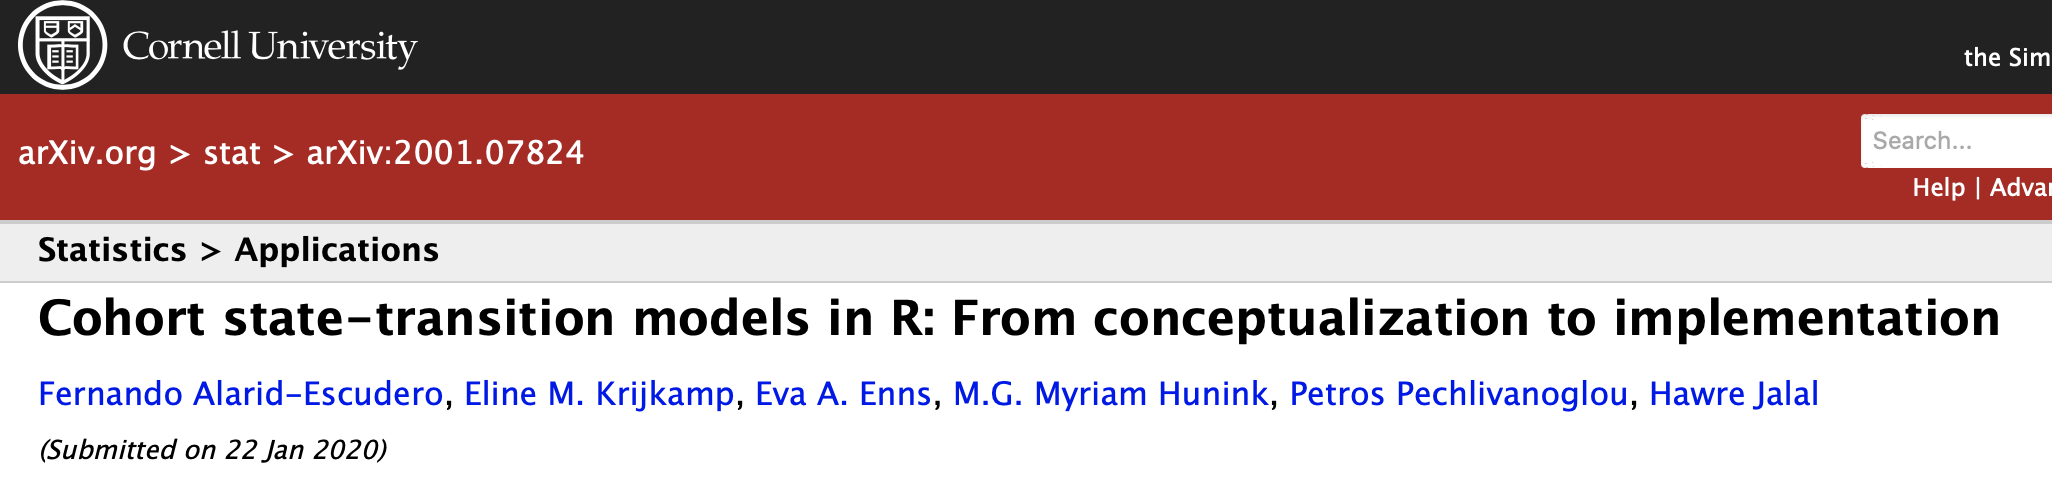 Cornell University
the Sim
arXiv.org > stat > arXiv:2001.07824
Search...
Help | Advar
Statistics > Applications
Cohort state-transition models in R: From conceptualization to implementation
Fernando Alarid-Escudero, Eline M. Krijkamp, Eva A. Enns, M.G. Myriam Hunink, Petros Pechlivanoglou, Hawre Jalal
(Submitted on 22 Jan 2020)